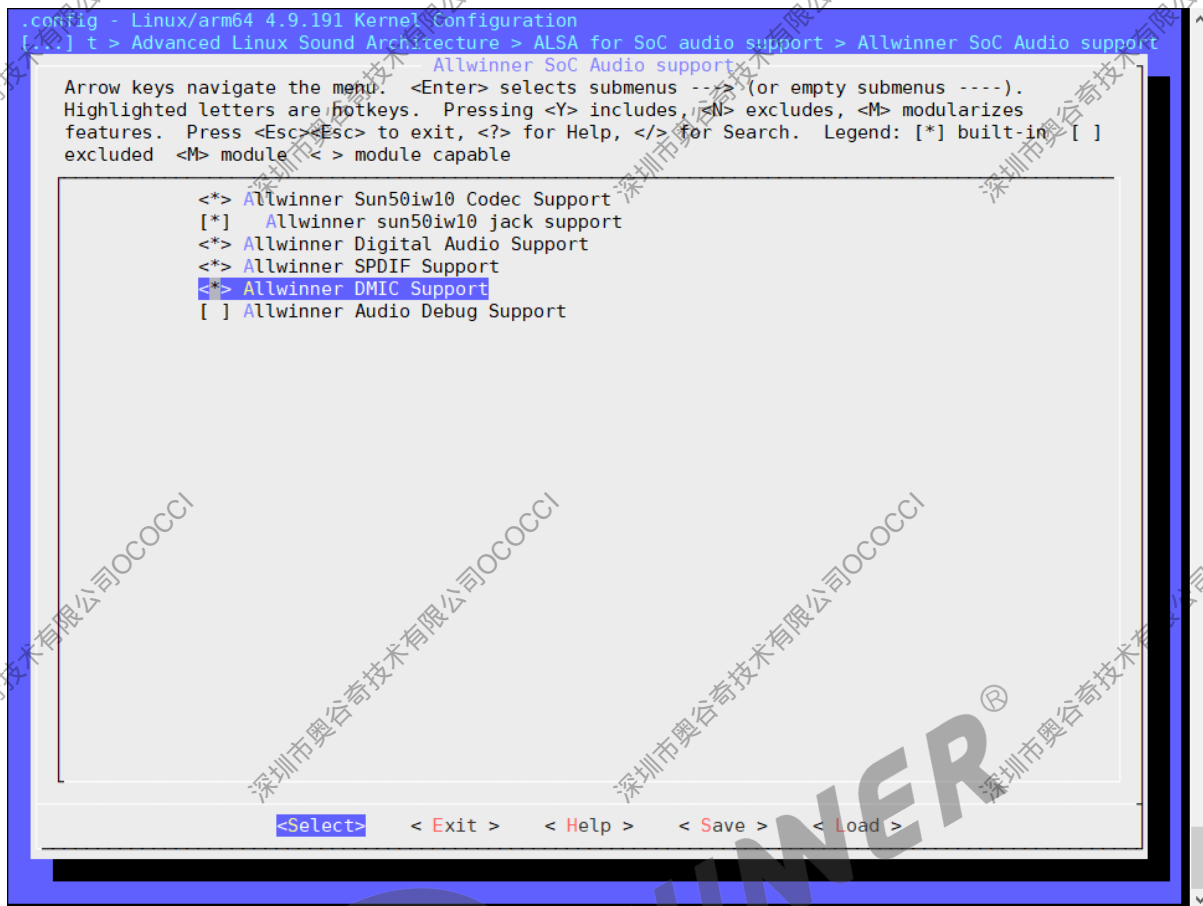 .config - Linux/arm64 4.9.191 Kernel Configuration
[...] t > Advanced Linux Sound Architecture > ALSA for SoC audio support > Allwinner SoC Audio support
Allwinner SoC Audio support
Arrow keys navigate the menu. <Enter> selects submenus ---> (or empty submenus ----).
Highlighted letters are hotkeys. Pressing <Y> includes, <N> excludes, <M> modularizes
features. Press <Esc><Esc> to exit, <?> for Help, </> for Search. Legend: [*] built-in [ ]
excluded <M> module < > module capable
<*> Allwinner Sun50iw10 Codec Support
[*] Allwinner sun50iw10 jack support
<*> Allwinner Digital Audio Support
<*> Allwinner SPDIF Support
<*> Allwinner DMIC Support
[ ] Allwinner Audio Debug Support
<Select> < Exit > < Help > < Save > < Load >
深圳市奥谷奇技术有限公司OCOCCI
深圳市奥谷奇技术有限公司OCOCCI
深圳市奥谷奇技术有限公司OCOCCI
WINNER®